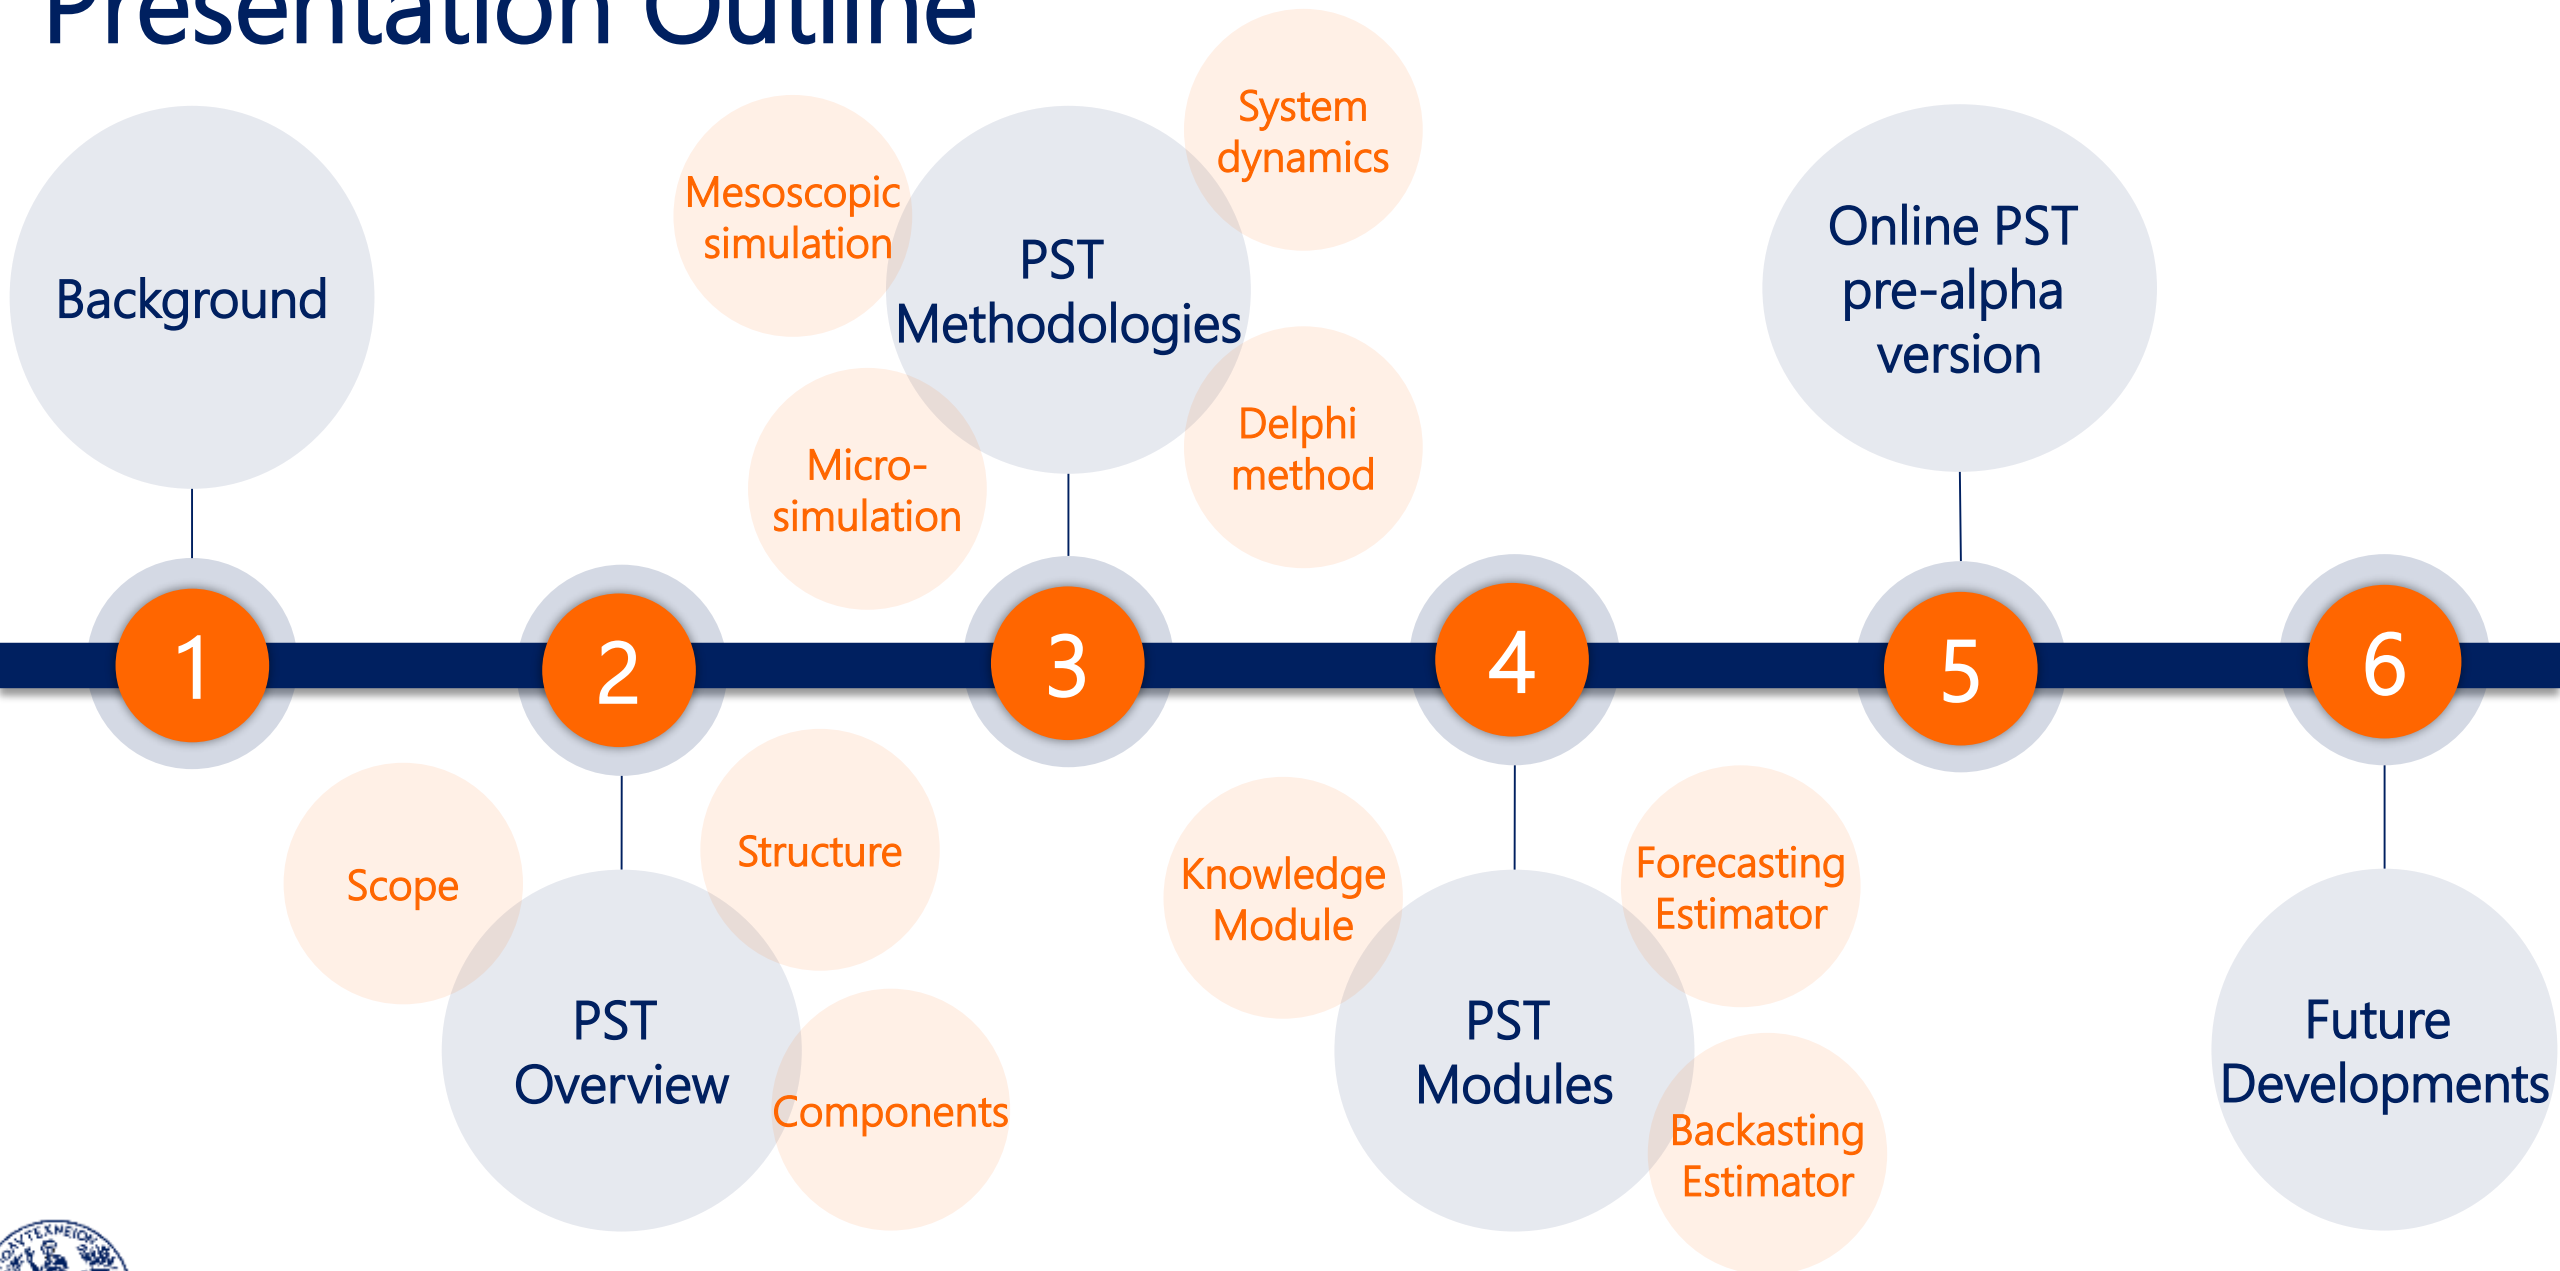 Presentation Outline
Background
1
2
Scope
Structure
PST
Overview
Components
Mesoscopic
simulation
System
dynamics
PST
Methodologies
Micro-
simulation
Delphi
method
3
4
Knowledge
Module
Forecasting
Estimator
PST
Modules
Backasting
Estimator
Online PST
pre-alpha
version
5
6
Future
Developments